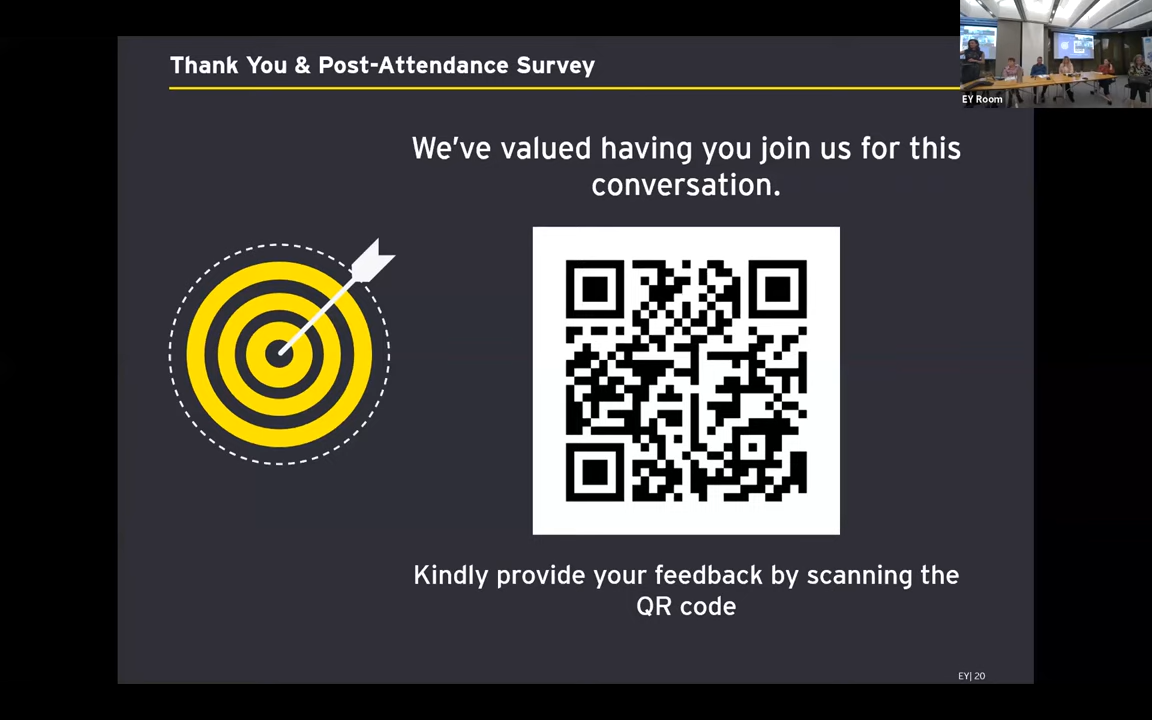 Thank You & Post-Attendance Survey
EY Room
We've valued having you join us for this
conversation.
Kindly provide your feedback by scanning the
QR code
EY| 20